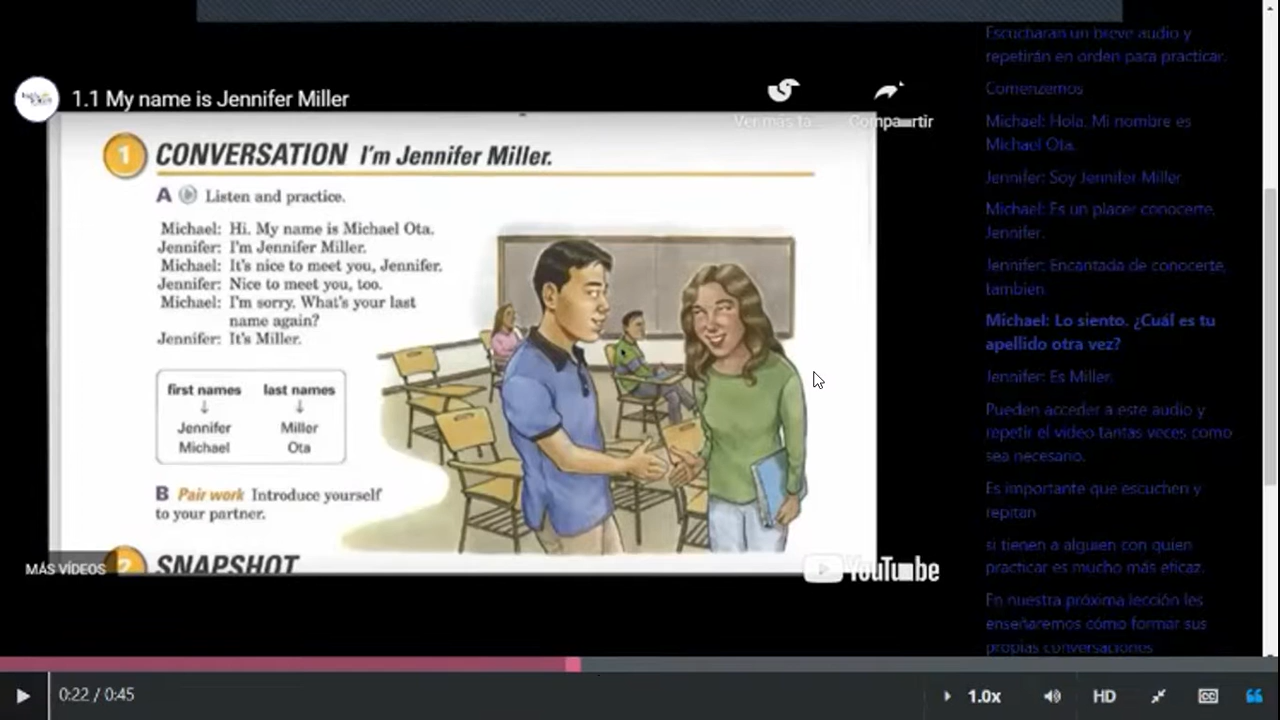 1.1 My name is Jennifer Miller
Ver más ta...
Compartir
1 CONVERSATION I'm Jennifer Miller.
A Listen and practice.
Michael: Hi. My name is Michael Ota.
Jennifer: I'm Jennifer Miller.
Michael: It's nice to meet you, Jennifer.
Jennifer: Nice to meet you, too.
Michael: I'm sorry. What's your last
name again?
Jennifer: It's Miller.
first names last names
Jennifer Miller
Michael Ota
B Pair work Introduce yourself
to your partner.
2 SNAPSHOT
MÁS VÍDEOS
YouTube
Escucharan un breve audio y
repetirán en orden para practicar.
Comenzemos
Michael: Hola. Mi nombre es
Michael Ota.
Jennifer: Soy Jennifer Miller
Michael: Es un placer conocerte,
Jennifer.
Jennifer: Encantada de conocerte,
tambien
Michael: Lo siento. ¿Cuál es tu
apellido otra vez?
Jennifer: Es Miller.
Pueden acceder a este audio y
repetir el video tantas veces como
sea necesario.
Es importante que escuchen y
repitan
si tienen a alguien con quien
practicar es mucho más eficaz.
En nuestra próxima lección les
enseñaremos cómo formar sus
propias conversaciones
0:22 / 0:45
1.0x
HD
CC